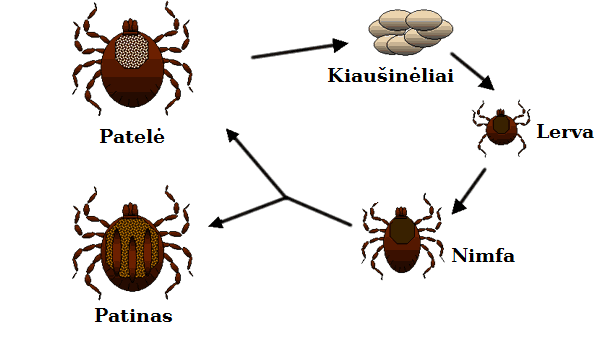 Patelė
Kiaušinėliai
Lerva
Nimfa
Patinas